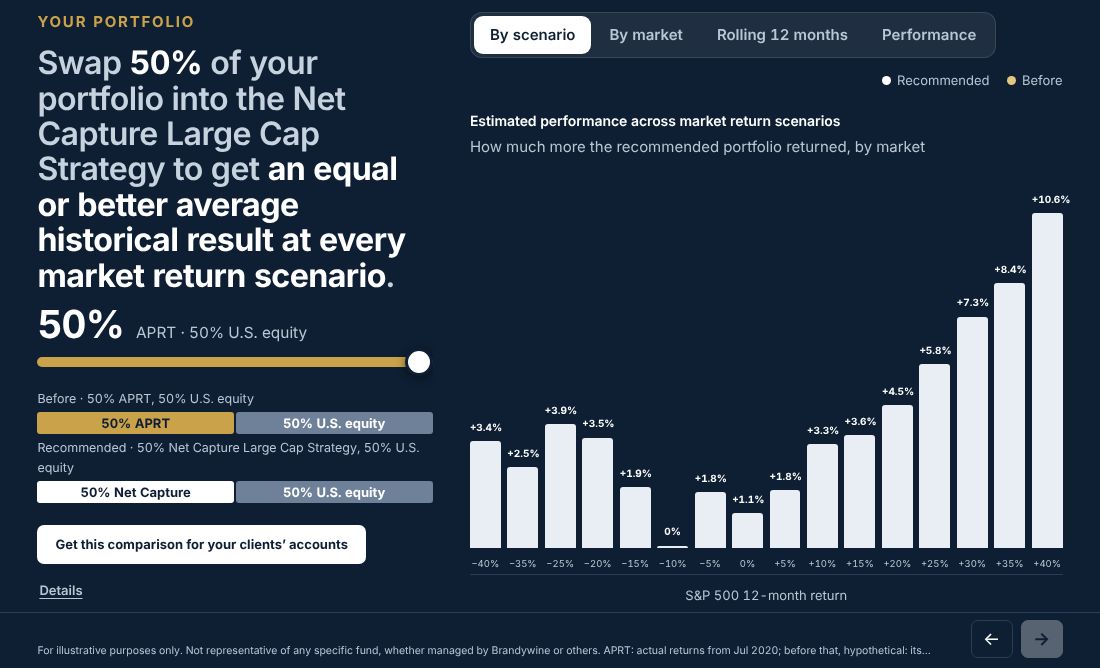 YOUR PORTFOLIO
Swap 50% of your
portfolio into the Net
Capture Large Cap
Strategy to get an equal
or better average
historical result at every
market return scenario.
50% APRT · 50% U.S. equity
Before · 50% APRT, 50% U.S. equity
50% APRT 50% U.S. equity
Recommended · 50% Net Capture Large Cap Strategy, 50% U.S.
equity
50% Net Capture 50% U.S. equity
Get this comparison for your clients’ accounts
Details
By scenario By market Rolling 12 months Performance
Recommended Before
Estimated performance across market return scenarios
How much more the recommended portfolio returned, by market
+3.4% +2.5% +3.9% +3.5% +1.9% 0% +1.8% +1.1% +1.8% +3.3% +3.6% +4.5% +5.8% +7.3% +8.4% +10.6%
−40% −35% −25% −20% −15% −10% −5% 0% +5% +10% +15% +20% +25% +30% +35% +40%
S&P 500 12-month return
For illustrative purposes only. Not representative of any specific fund, whether managed by Brandywine or others. APRT: actual returns from Jul 2020; before that, hypothetical: its…
← →